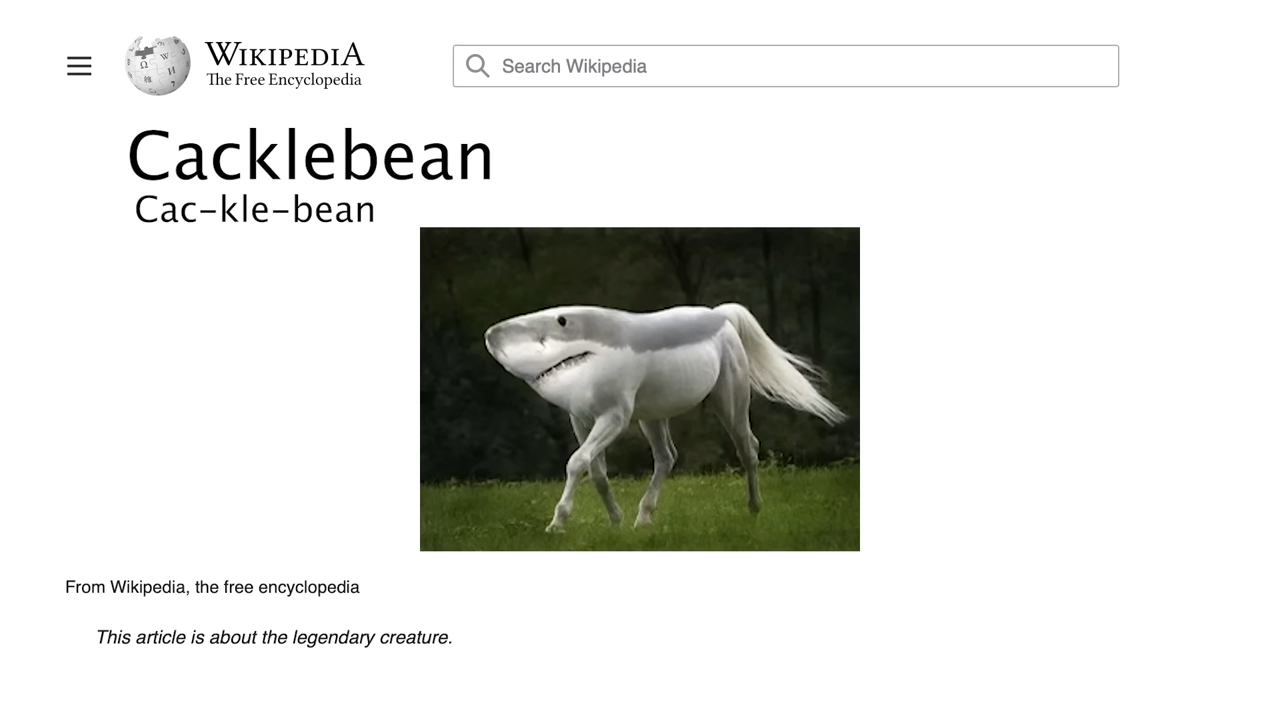 WIKIPEDIA
The Free Encyclopedia
Search Wikipedia
Cacklebean
Cac-kle-bean
From Wikipedia, the free encyclopedia
This article is about the legendary creature.